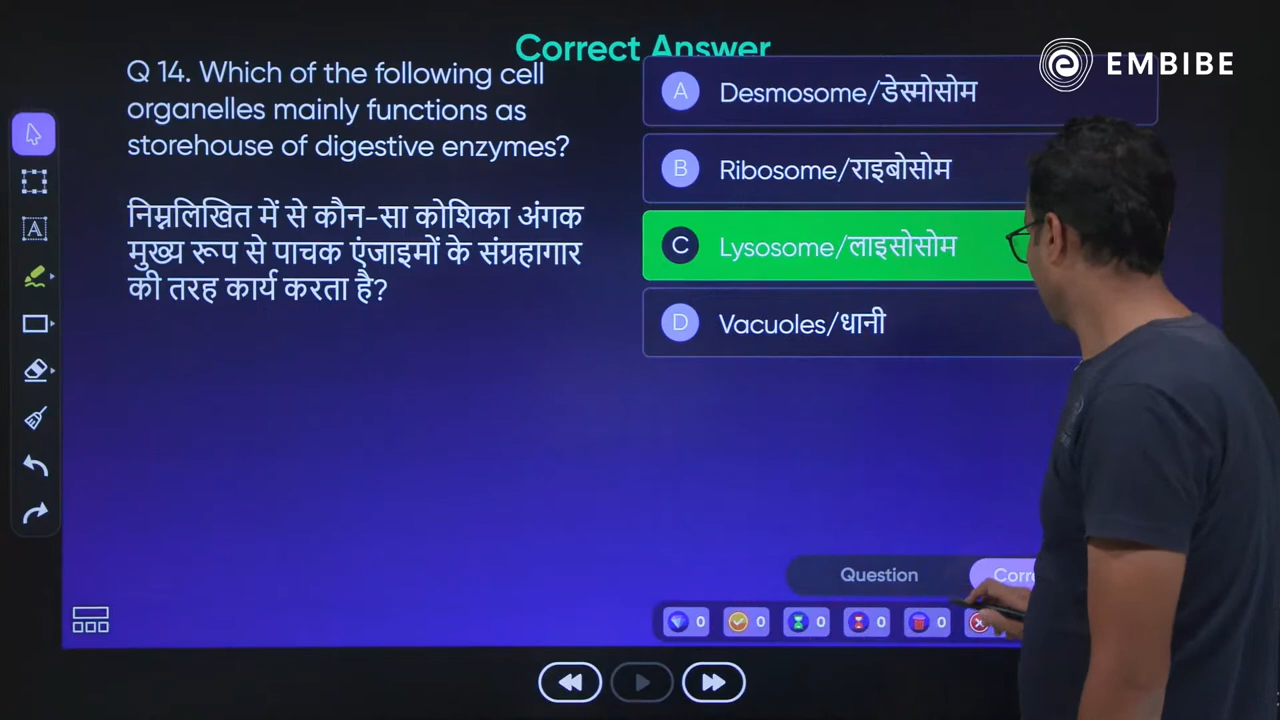 Correct Answer
EMBIBE
Q 14. Which of the following cell
organelles mainly functions as
storehouse of digestive enzymes?
निम्नलिखित में से कौन-सा कोशिका अंगक
मुख्य रूप से पाचक एंजाइमों के संग्रहागार
की तरह कार्य करता है?
A Desmosome/डेस्मोसोम
B Ribosome/राइबोसोम
C Lysosome/लाइसोसोम
D Vacuoles/धानी
A
Question
0 0 0 0 0